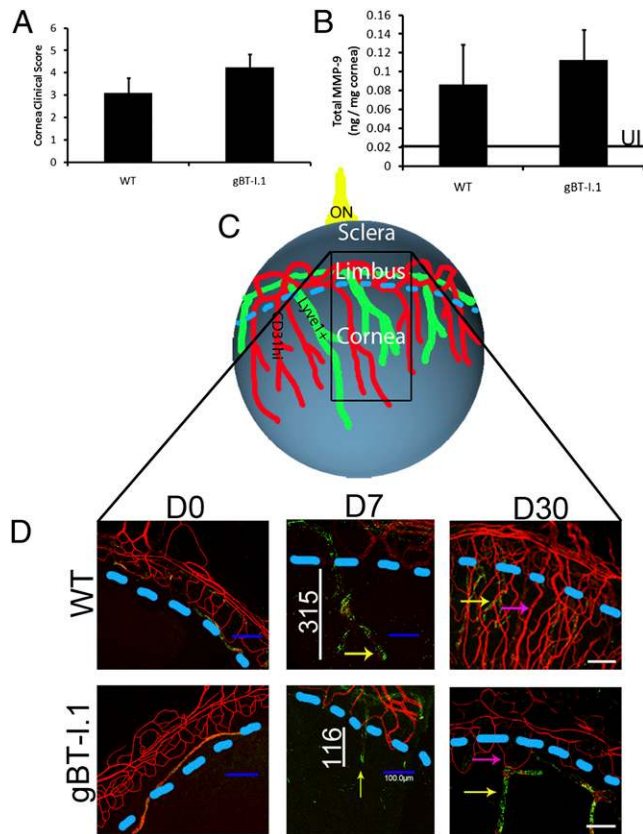 A
Cornea Clinical Score
6
5
4
3
2
1
0
WT
gBT-I.1
B
Total MMP-9
(ng / mg cornea)
0.16
0.14
0.12
0.1
0.08
0.06
0.04
0.02
0
UI
WT
gBT-I.1
C
ON
Sclera
Limbus
Lyve1+
CD31hi
Cornea
D
D0
D7
D30
WT
315
gBT-I.1
116
100.0µm